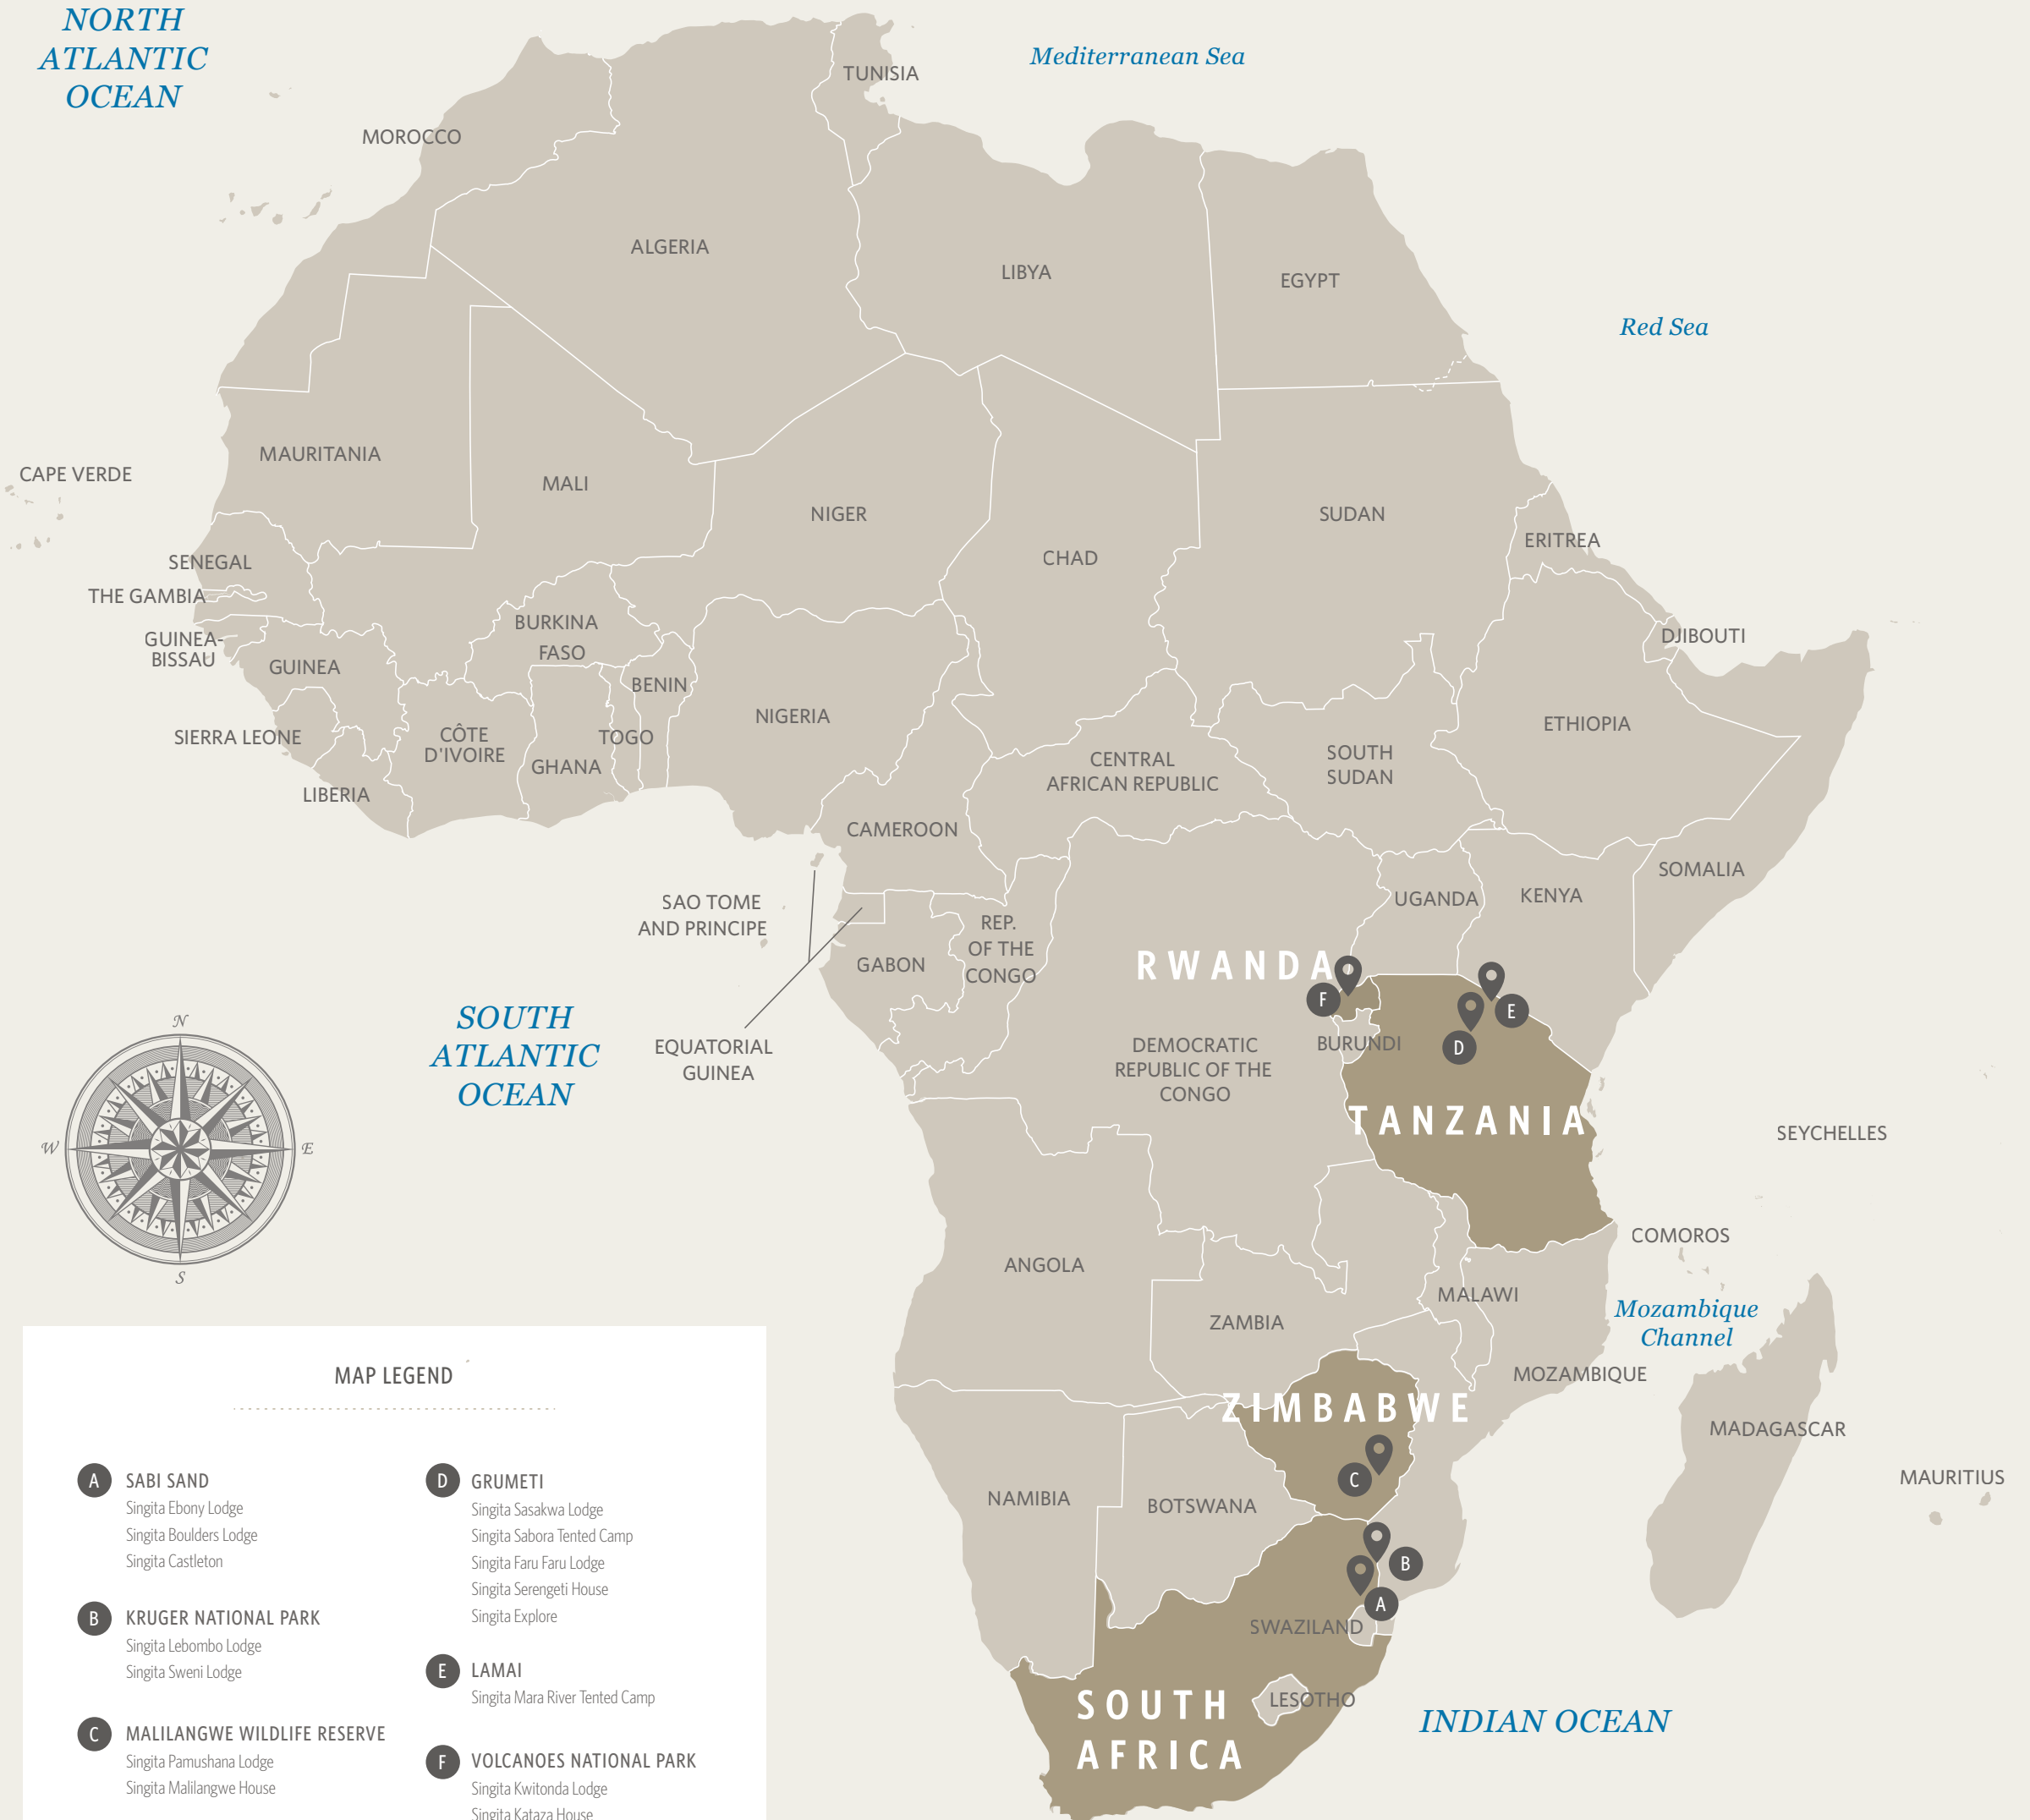 NORTH
ATLANTIC
OCEAN
Mediterranean Sea
TUNISIA
MOROCCO
ALGERIA
LIBYA
EGYPT
Red Sea
MAURITANIA
CAPE VERDE
MALI
NIGER
SUDAN
CHAD
ERITREA
SENEGAL
THE GAMBIA
GUINEA-
BISSAU
GUINEA
BURKINA
FASO
BENIN
DJIBOUTI
NIGERIA
ETHIOPIA
SIERRA LEONE
CÔTE
D'IVOIRE
TOGO
GHANA
LIBERIA
CENTRAL
AFRICAN REPUBLIC
SOUTH
SUDAN
CAMEROON
SOMALIA
UGANDA
KENYA
SAO TOME
AND PRINCIPE
REP.
OF THE
CONGO
GABON
RWANDA
F
E
D
BURUNDI
SOUTH
ATLANTIC
OCEAN
EQUATORIAL
GUINEA
DEMOCRATIC
REPUBLIC OF THE
CONGO
TANZANIA
SEYCHELLES
N
W
E
S
COMOROS
ANGOLA
MALAWI
ZAMBIA
Mozambique
Channel
MOZAMBIQUE
ZIMBABWE
MADAGASCAR
C
MAURITIUS
NAMIBIA
BOTSWANA
B
A
SWAZILAND
LESOTHO
SOUTH
AFRICA
INDIAN OCEAN
MAP LEGEND
A SABI SAND
Singita Ebony Lodge
Singita Boulders Lodge
Singita Castleton
B KRUGER NATIONAL PARK
Singita Lebombo Lodge
Singita Sweni Lodge
C MALILANGWE WILDLIFE RESERVE
Singita Pamushana Lodge
Singita Malilangwe House
D GRUMETI
Singita Sasakwa Lodge
Singita Sabora Tented Camp
Singita Faru Faru Lodge
Singita Serengeti House
Singita Explore
E LAMAI
Singita Mara River Tented Camp
F VOLCANOES NATIONAL PARK
Singita Kwitonda Lodge
Singita Kataza House